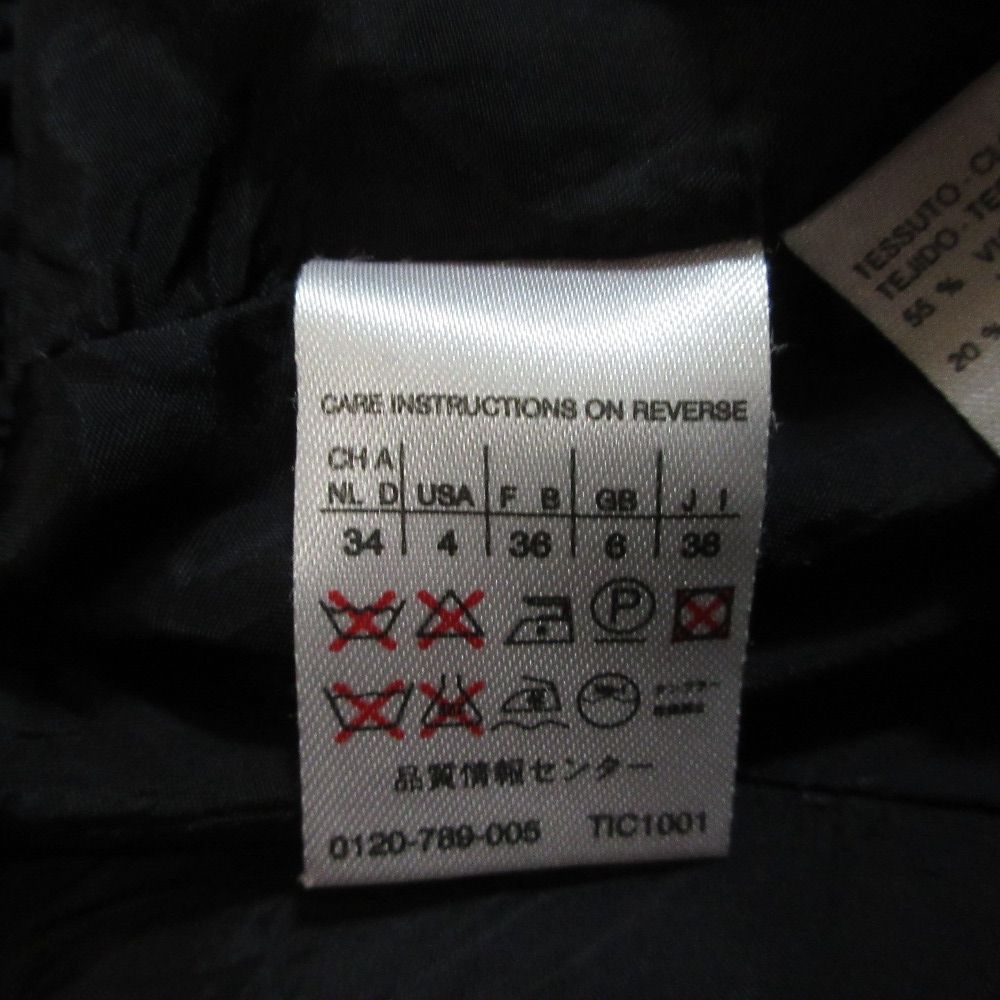 CARE INSTRUCTIONS ON REVERSE
CH A
NL D USA F B GB J I
34 4 36 6 38
P
品質情報センター
0120-789-005 TIC1001
TESSUTO -
TEJIDO -
55 %
20 %